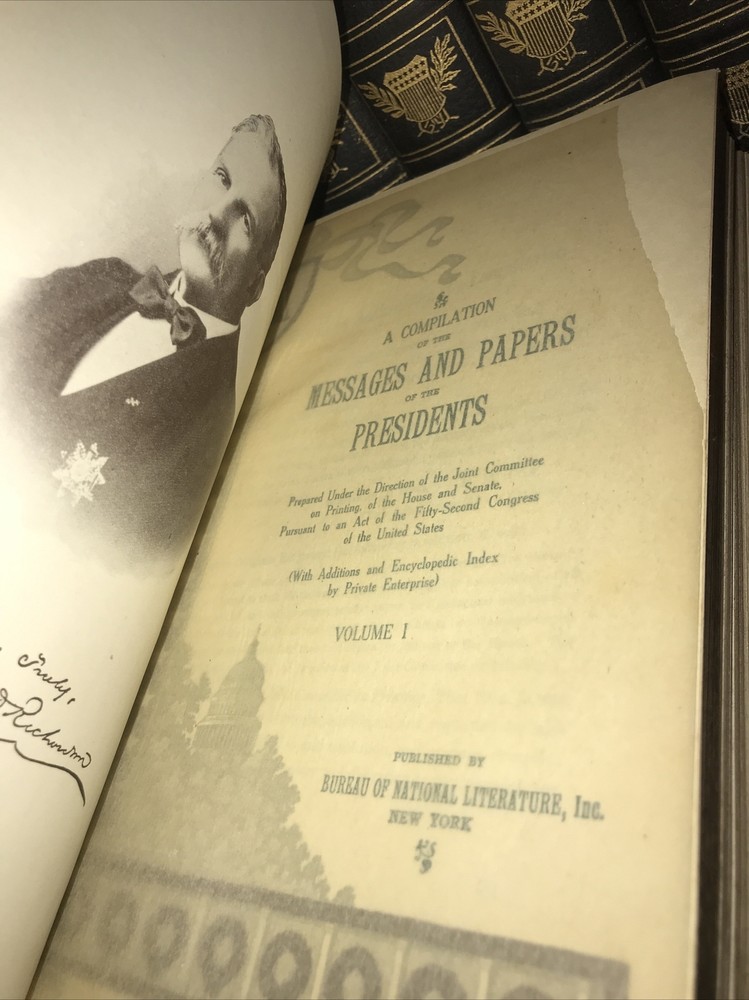 Truly,
Richardson
A COMPILATION
OF THE
MESSAGES AND PAPERS
OF THE
PRESIDENTS
Prepared Under the Direction of the Joint Committee
on Printing, of the House and Senate,
Pursuant to an Act of the Fifty-Second Congress
of the United States
(With Additions and Encyclopedic Index
by Private Enterprise)
VOLUME I
PUBLISHED BY
BUREAU OF NATIONAL LITERATURE, Inc.
NEW YORK